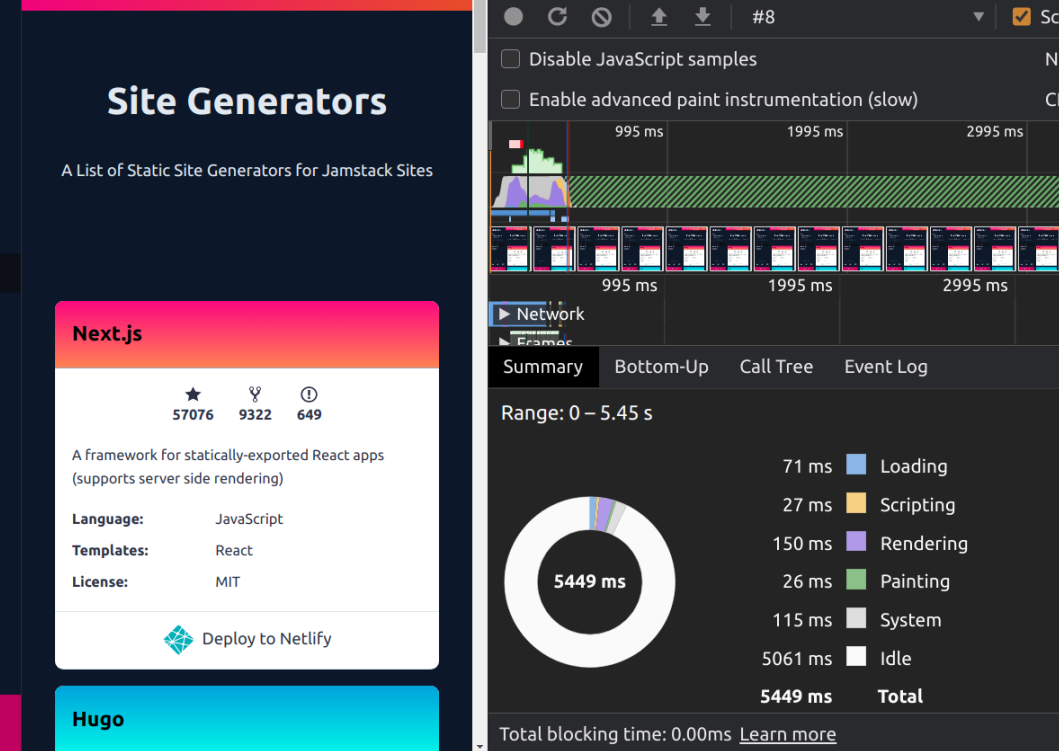 Site Generators
A List of Static Site Generators for Jamstack Sites
Next.js
57076 9322 649
A framework for statically-exported React apps
(supports server side rendering)
Language: JavaScript
Templates: React
License: MIT
Deploy to Netlify
Hugo
#8
Disable JavaScript samples
Enable advanced paint instrumentation (slow)
995 ms 1995 ms 2995 ms
995 ms 1995 ms 2995 ms
Network
Frames
Summary Bottom-Up Call Tree Event Log
Range: 0 – 5.45 s
5449 ms
71 ms Loading
27 ms Scripting
150 ms Rendering
26 ms Painting
115 ms System
5061 ms Idle
5449 ms Total
Total blocking time: 0.00ms Learn more